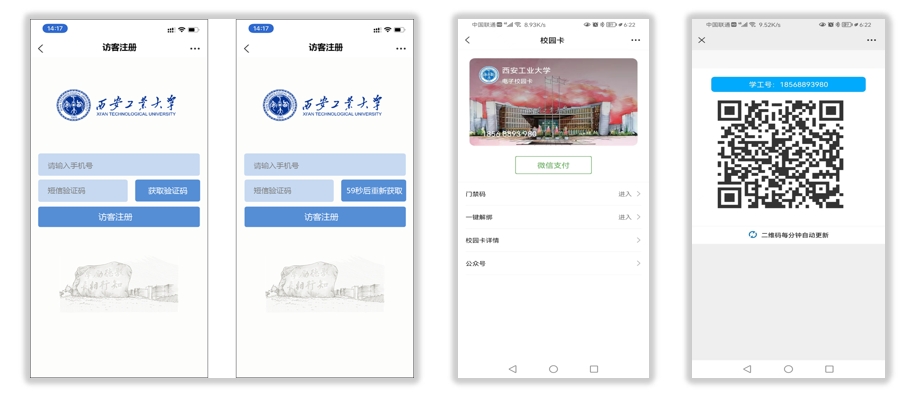 14:17
访客注册
西安工业大学
XI'AN TECHNOLOGICAL UNIVERSITY
请输入手机号
短信验证码
获取验证码
访客注册
14:17
访客注册
西安工业大学
XI'AN TECHNOLOGICAL UNIVERSITY
请输入手机号
短信验证码
59秒后重新获取
访客注册
中国联通 8.93K/s 6:22
校园卡
西安工业大学
电子校园卡
1856 8893 980
微信支付
门禁码 进入
一键解绑 进入
校园卡详情
公众号
中国联通 9.52K/s 6:22
学工号: 18568893980
二维码每分钟自动更新